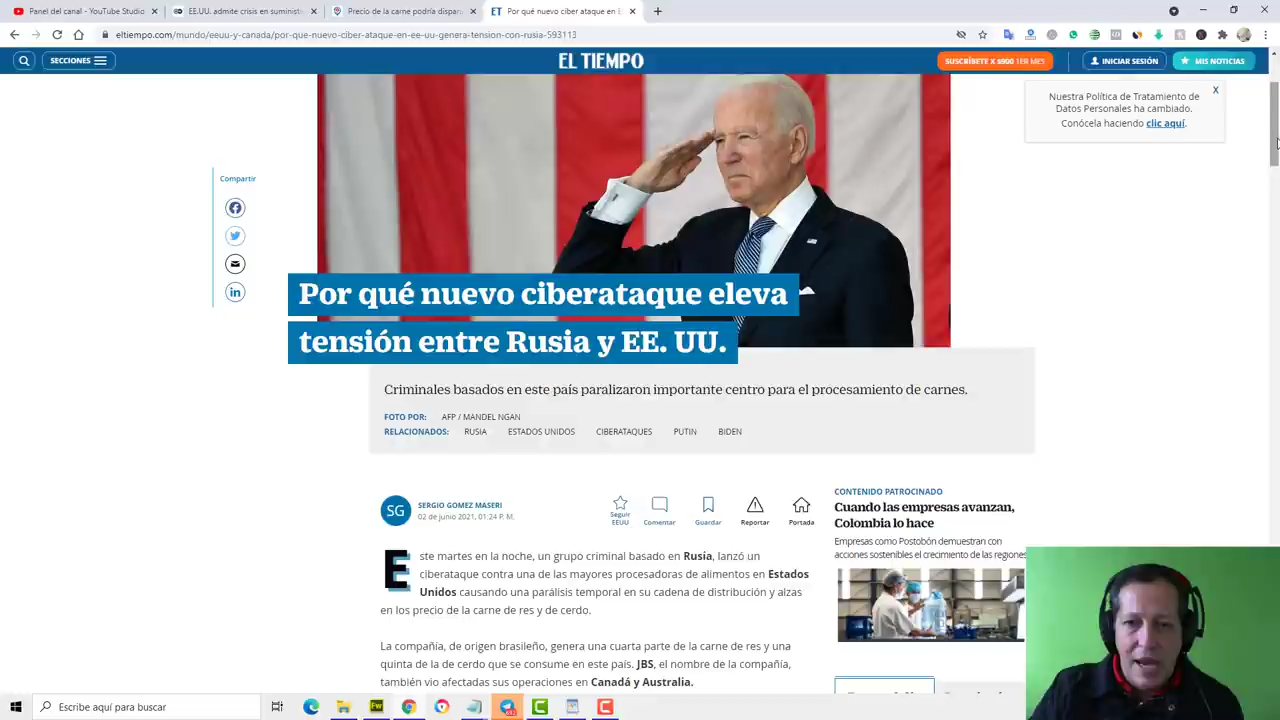 Panel del canal - YouTube Studio
EE.UU. admite crisis en suministr
Precio de la carne podría dispara
ET Por qué nuevo ciber ataque en E
eltiempo.com/mundo/eeuu-y-canada/por-que-nuevo-ciber-ataque-en-ee-uu-genera-tension-con-rusia-593113
SECCIONES
EL TIEMPO
SUSCRÍBETE X $900 1ER MES
INICIAR SESIÓN
MIS NOTICIAS
Nuestra Política de Tratamiento de
Datos Personales ha cambiado.
Conócela haciendo clic aquí.
X
Compartir
Por qué nuevo ciberataque eleva
tensión entre Rusia y EE. UU.
Criminales basados en este país paralizaron importante centro para el procesamiento de carnes.
FOTO POR: AFP / MANDEL NGAN
RELACIONADOS: RUSIA ESTADOS UNIDOS CIBERATAQUES PUTIN BIDEN
SG
SERGIO GOMEZ MASERI
02 de junio 2021, 01:24 P. M.
Seguir
EEUU
Comentar
Guardar
Reportar
Portada
Este martes en la noche, un grupo criminal basado en Rusia, lanzó un
ciberataque contra una de las mayores procesadoras de alimentos en Estados
Unidos causando una parálisis temporal en su cadena de distribución y alzas
en los precio de la carne de res y de cerdo.
La compañía, de origen brasileño, genera una cuarta parte de la carne de res y una
quinta de la de cerdo que se consume en este país. JBS, el nombre de la compañía,
también vio afectadas sus operaciones en Canadá y Australia.
CONTENIDO PATROCINADO
Cuando las empresas avanzan,
Colombia lo hace
Empresas como Postobón demuestran con
acciones sostenibles el crecimiento de las regiones
Escribe aquí para buscar